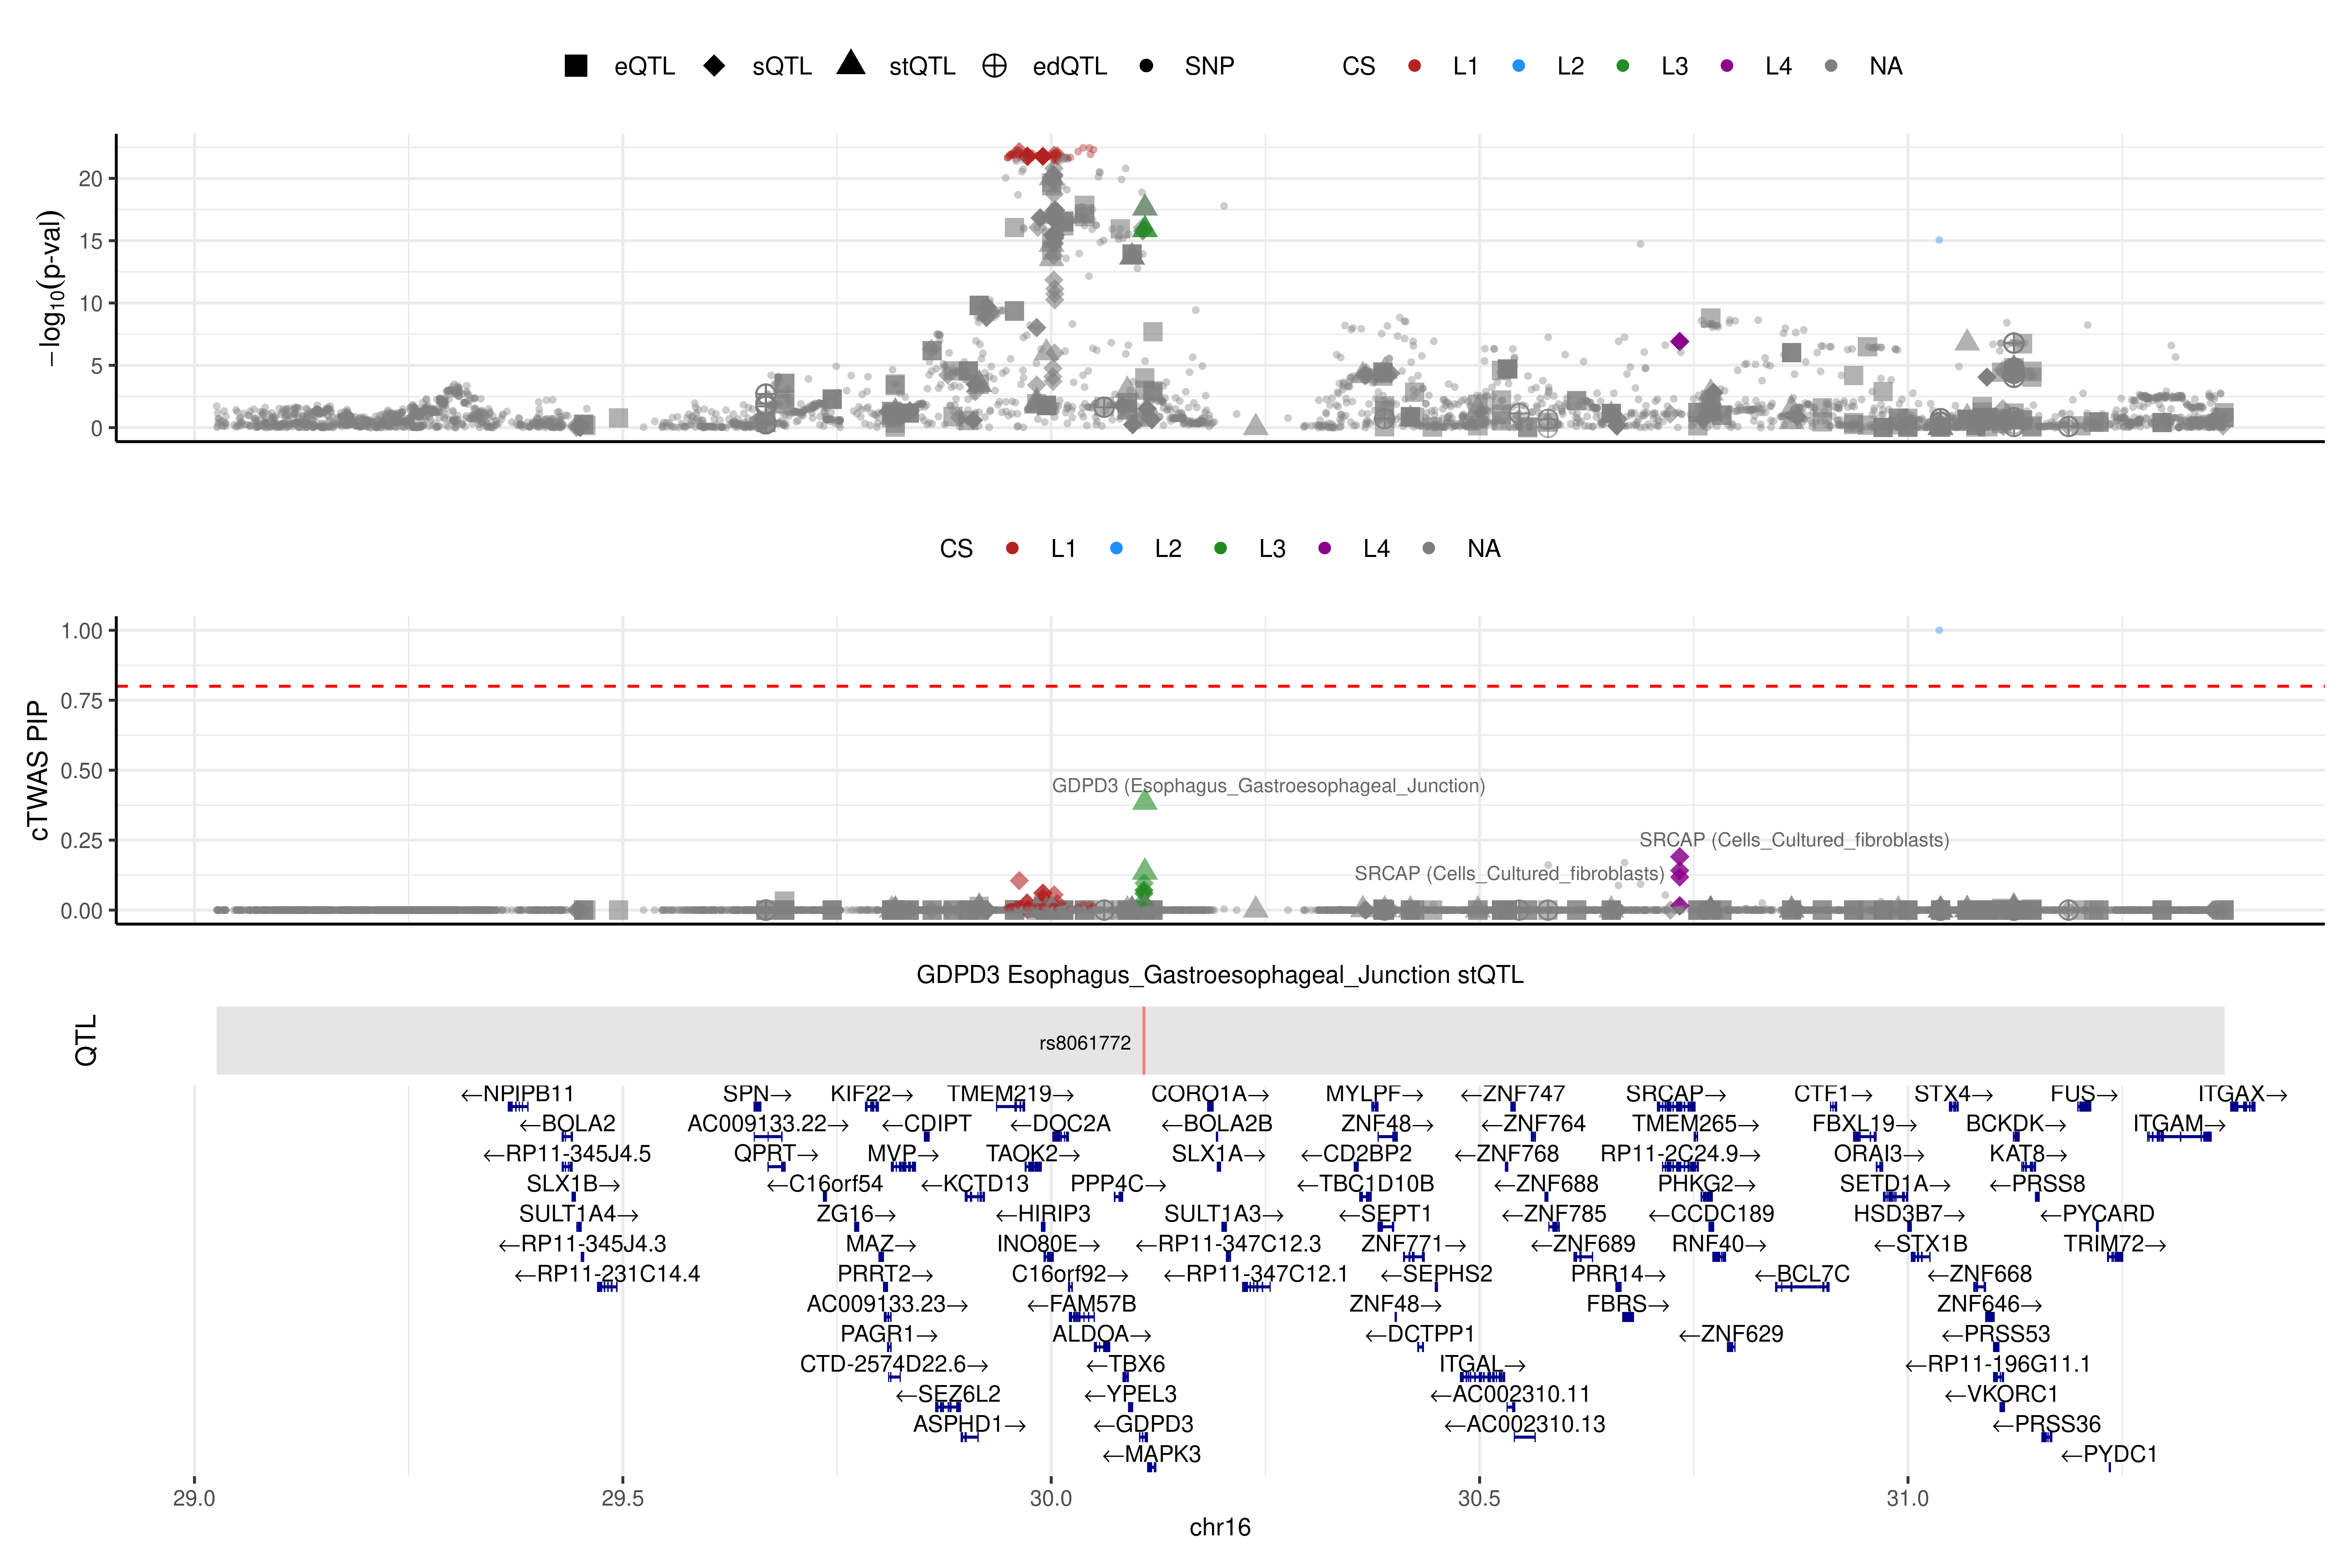 eQTL sQTL stQTL edQTL SNP CS L1 L2 L3 L4 NA
−log10(p-val)
20
15
10
5
0
CS L1 L2 L3 L4 NA
cTWAS PIP
1.00
0.75
0.50
0.25
0.00
GDPD3 (Esophagus_Gastroesophageal_Junction)
SRCAP (Cells_Cultured_fibroblasts)
SRCAP (Cells_Cultured_fibroblasts)
GDPD3 Esophagus_Gastroesophageal_Junction stQTL
QTL
rs8061772
←NPIPB11 SPN→ KIF22→ TMEM219→ CORO1A→ MYLPF→ ←ZNF747 SRCAP→ CTF1→ STX4→ FUS→ ITGAX→
←BOLA2 AC009133.22→ ←CDIPT ←DOC2A ←BOLA2B ZNF48→ ←ZNF764 TMEM265→ FBXL19→ BCKDK→ ITGAM→
←RP11-345J4.5 QPRT→ MVP→ TAOK2→ SLX1A→ ←CD2BP2 ←ZNF768 RP11-2C24.9→ ORAI3→ KAT8→
SLX1B→ ←C16orf54 ←KCTD13 PPP4C→ ←TBC1D10B ←ZNF688 PHKG2→ SETD1A→ ←PRSS8
SULT1A4→ ZG16→ ←HIRIP3 SULT1A3→ ←SEPT1 ←ZNF785 ←CCDC189 HSD3B7→ ←PYCARD
←RP11-345J4.3 MAZ→ INO80E→ ←RP11-347C12.3 ZNF771→ ←ZNF689 RNF40→ ←STX1B TRIM72→
←RP11-231C14.4 PRRT2→ C16orf92→ ←RP11-347C12.1 ←SEPHS2 PRR14→ ←BCL7C ←ZNF668
AC009133.23→ ←FAM57B ZNF48→ FBRS→ ZNF646→
PAGR1→ ALDOA→ ←DCTPP1 ←ZNF629 ←PRSS53
CTD-2574D22.6→ ←TBX6 ITGAL→ ←RP11-196G11.1
←SEZ6L2 ←YPEL3 ←AC002310.11 ←VKORC1
ASPHD1→ ←GDPD3 ←AC002310.13 ←PRSS36
←MAPK3 ←PYDC1
29.0 29.5 30.0 30.5 31.0
chr16